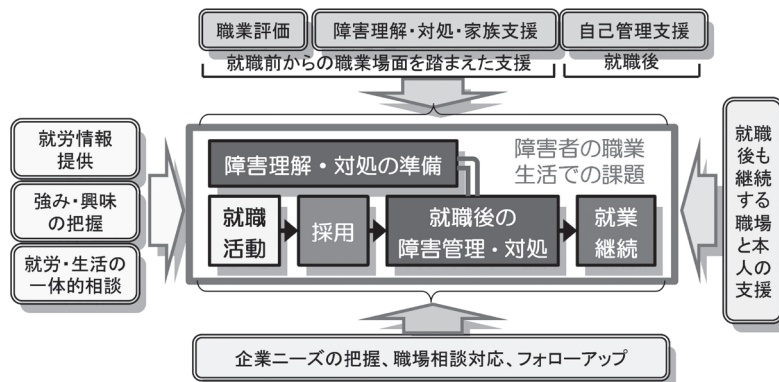 職業評価
障害理解・対処・家族支援
自己管理支援
就職前からの職業場面を踏まえた支援
就職後
就労情報
提供
強み・興味
の把握
就労・生活の
一体的相談
障害理解・対処の準備
障害者の職業
生活での課題
就職
活動
採用
就職後の
障害管理・対処
就業
継続
就職後も継続する職場と本人の支援
企業ニーズの把握、職場相談対応、フォローアップ